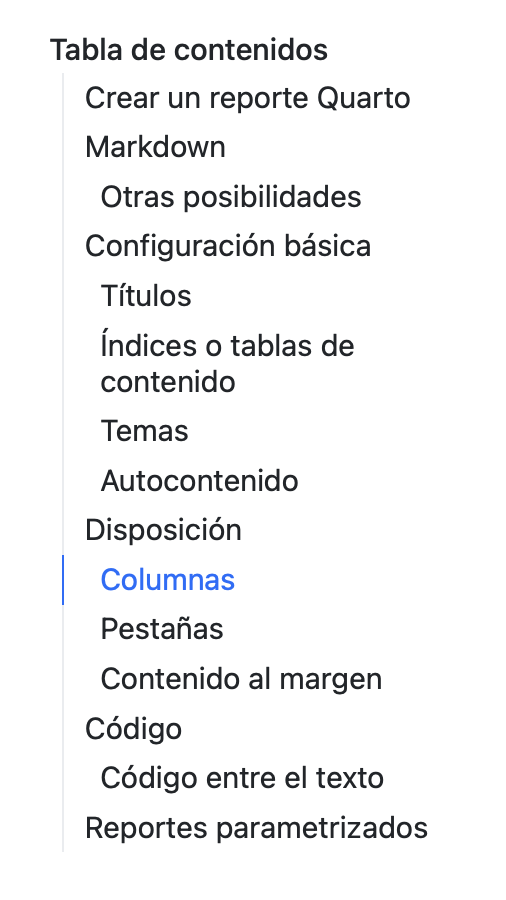 Tabla de contenidos
Crear un reporte Quarto
Markdown
Otras posibilidades
Configuración básica
Títulos
Índices o tablas de
contenido
Temas
Autocontenido
Disposición
Columnas
Pestañas
Contenido al margen
Código
Código entre el texto
Reportes parametrizados